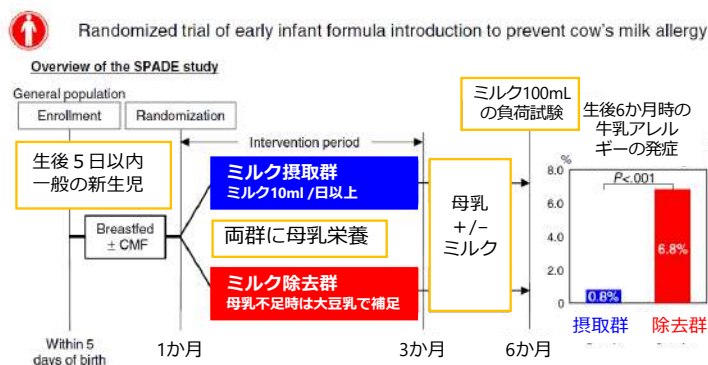 Randomized trial of early infant formula introduction to prevent cow's milk allergy
Overview of the SPADE study
General population
Enrollment
Randomization
Intervention period
ミルク100mL
の負荷試験
生後6か月時の
牛乳アレル
ギーの発症
生後５日以内
一般の新生児
ミルク摂取群
ミルク10ml /日以上
Breastfed
± CMF
両群に母乳栄養
ミルク除去群
母乳不足時は大豆乳で補足
母乳
+/−
ミルク
%
8.0
6.0
4.0
2.0
0
P<.001
0.8%
6.8%
摂取群
除去群
Within 5
days of birth
1か月
3か月
6か月